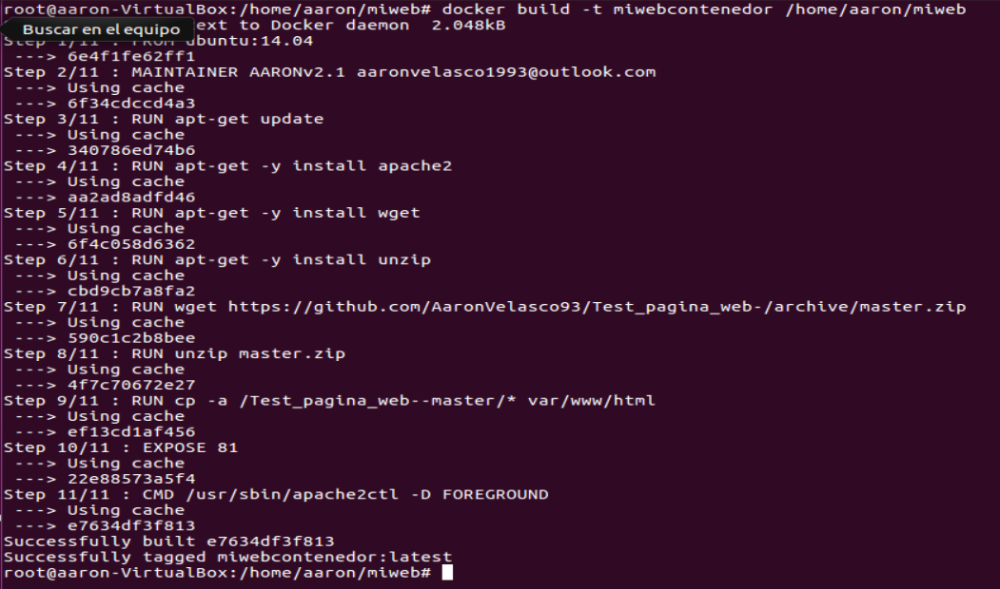 root@aaron-VirtualBox:/home/aaron/miweb# docker build -t miwebcontenedor /home/aaron/miweb
Buscar en el equipo
ext to Docker daemon  2.048kB
Step 1/11 : FROM ubuntu:14.04
 ---> 6e4f1fe62ff1
Step 2/11 : MAINTAINER AARONv2.1 aaronvelasco1993@outlook.com
 ---> Using cache
 ---> 6f34cdccd4a3
Step 3/11 : RUN apt-get update
 ---> Using cache
 ---> 340786ed74b6
Step 4/11 : RUN apt-get -y install apache2
 ---> Using cache
 ---> aa2ad8adfd46
Step 5/11 : RUN apt-get -y install wget
 ---> Using cache
 ---> 6f4c058d6362
Step 6/11 : RUN apt-get -y install unzip
 ---> Using cache
 ---> cbd9cb7a8fa2
Step 7/11 : RUN wget https://github.com/AaronVelasco93/Test_pagina_web-/archive/master.zip
 ---> Using cache
 ---> 590c1c2b8bee
Step 8/11 : RUN unzip master.zip
 ---> Using cache
 ---> 4f7c70672e27
Step 9/11 : RUN cp -a /Test_pagina_web--master/* var/www/html
 ---> Using cache
 ---> ef13cd1af456
Step 10/11 : EXPOSE 81
 ---> Using cache
 ---> 22e88573a5f4
Step 11/11 : CMD /usr/sbin/apache2ctl -D FOREGROUND
 ---> Using cache
 ---> e7634df3f813
Successfully built e7634df3f813
Successfully tagged miwebcontenedor:latest
root@aaron-VirtualBox:/home/aaron/miweb#